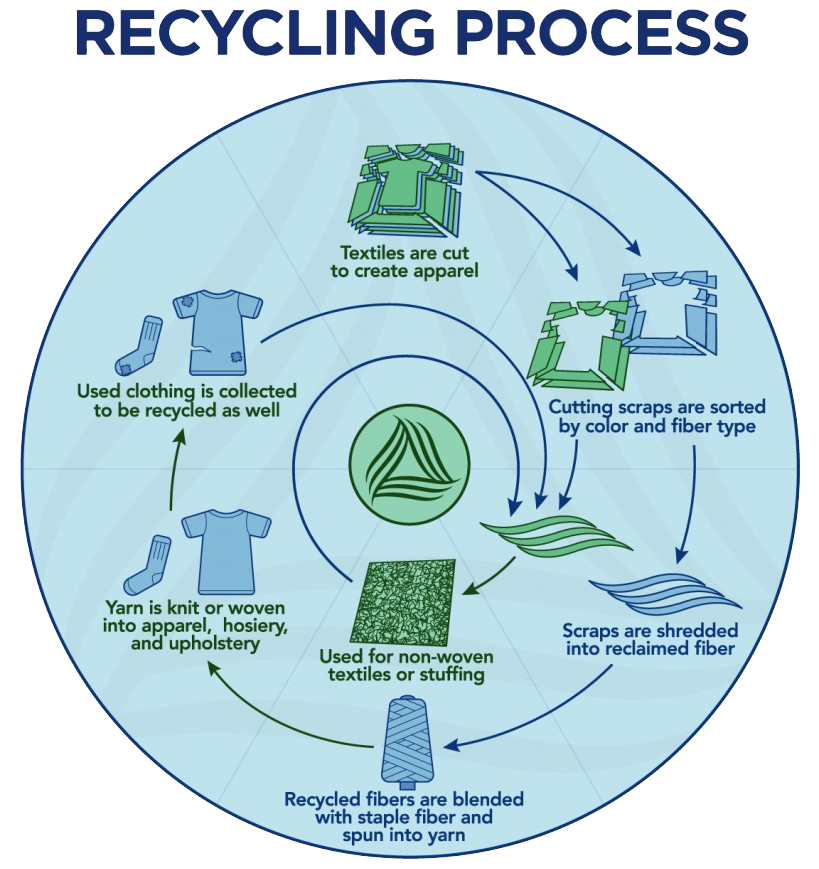 RECYCLING PROCESS
Textiles are cut
to create apparel
Cutting scraps are sorted
by color and fiber type
Scraps are shredded
into reclaimed fiber
Used for non-woven
textiles or stuffing
Recycled fibers are blended
with staple fiber and
spun into yarn
Yarn is knit or woven
into apparel, hosiery,
and upholstery
Used clothing is collected
to be recycled as well